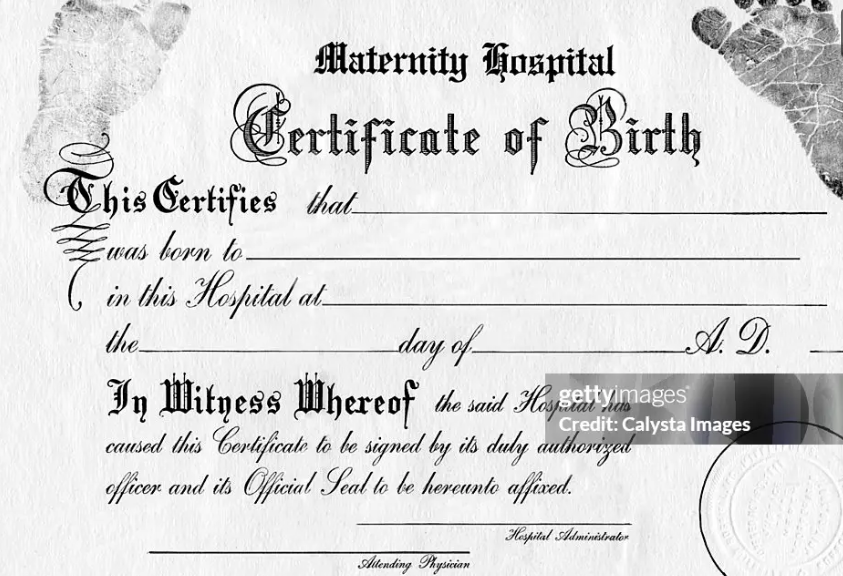 Maternity Hospital
Certificate of Birth
This Certifies that
was born to
in this Hospital at
the day of A. D.
In Witness Whereof the said Hospital has
gettyimages
Calysta Images
caused this Certificate to be signed by its duly authorized
officer and its Official Seal to be hereunto affixed.
Hospital Administrator
Attending Physician